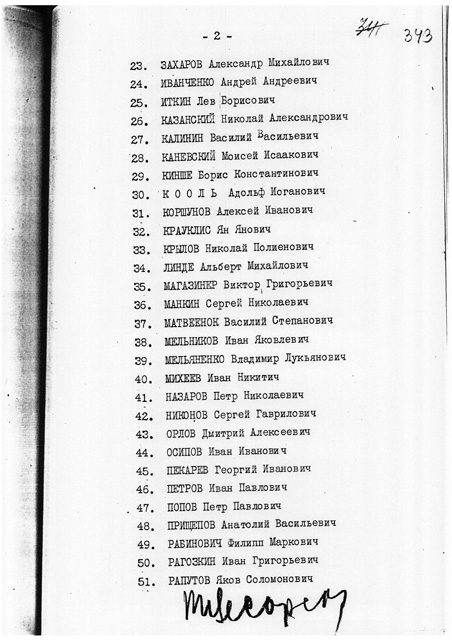 - 2 -
343
23. ЗАХАРОВ Александр Михайлович
24. ИВАНЧЕНКО Андрей Андреевич
25. ИТКИН Лев Борисович
26. КАЗАНСКИЙ Николай Александрович
27. КАЛИНИН Василий Васильевич
28. КАНЕВСКИЙ Моисей Исаакович
29. КИНШЕ Борис Константинович
30. К О О Л Ь Адольф Иоганович
31. КОРШУНОВ Алексей Иванович
32. КРАУКЛИС Ян Янович
33. КРЫЛОВ Николай Полиенович
34. ЛИНДЕ Альберт Михайлович
35. МАГАЗИНЕР Виктор Григорьевич
36. МАНКИН Сергей Николаевич
37. МАТВЕЕНОК Василий Степанович
38. МЕЛЬНИКОВ Иван Яковлевич
39. МЕЛЬЯНЕНКО Владимир Лукьянович
40. МИХЕЕВ Иван Никитич
41. НАЗАРОВ Петр Николаевич
42. НИКОНОВ Сергей Гаврилович
43. ОРЛОВ Дмитрий Алексеевич
44. ОСИПОВ Иван Иванович
45. ПЕКАРЕВ Георгий Иванович
46. ПЕТРОВ Иван Павлович
47. ПОПОВ Петр Павлович
48. ПРИЩЕПОВ Анатолий Васильевич
49. РАБИНОВИЧ Филипп Маркович
50. РАГОЗКИН Иван Григорьевич
51. РАПУТОВ Яков Соломонович